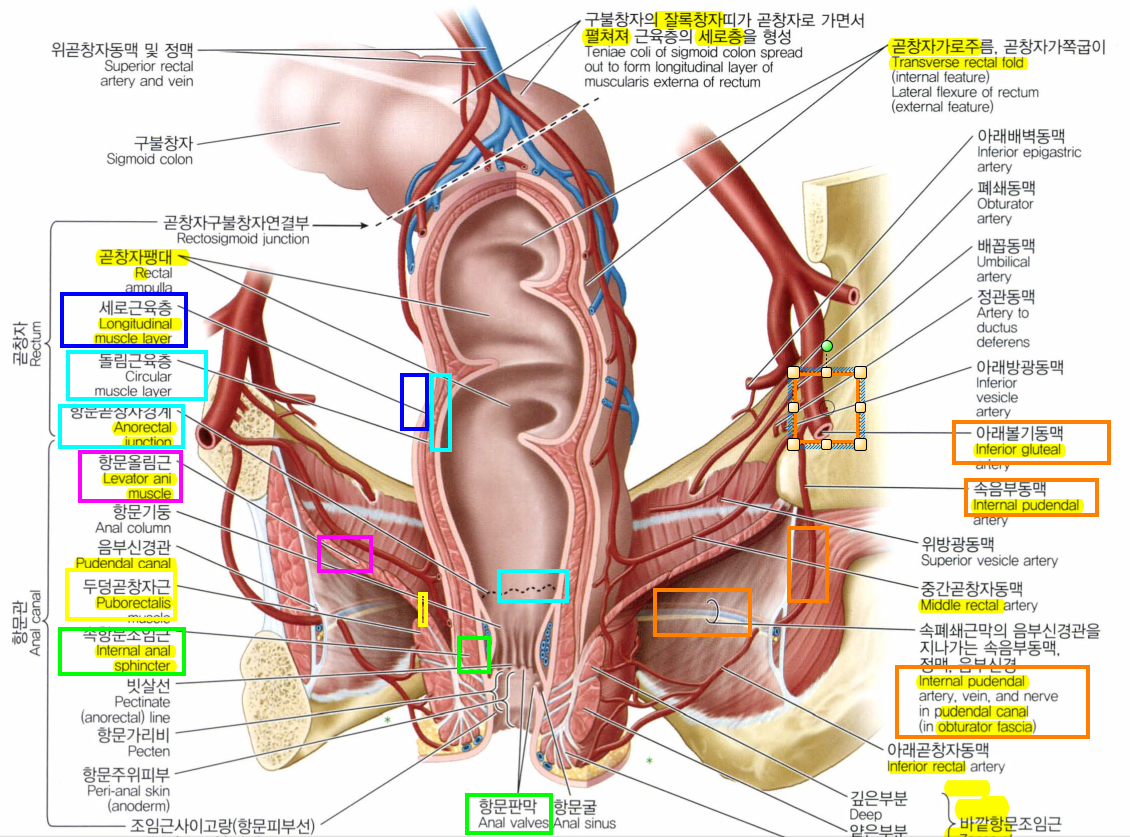 위곧창자동맥 및 정맥
Superior rectal
artery and vein
구불창자
Sigmoid colon
곧창자구불창자연결부
Rectosigmoid junction
곧창자팽대
Rectal
ampulla
세로근육층
Longitudinal
muscle layer
돌림근육층
Circular
muscle layer
항문곧창자경계
Anorectal
junction
항문올림근
Levator ani
muscle
항문기둥
Anal column
음부신경관
Pudendal canal
두덩곧창자근
Puborectalis
muscle
속항문조임근
Internal anal
sphincter
빗살선
Pectinate
(anorectal) line
항문가리비
Pecten
항문주위피부
Peri-anal skin
(anoderm)
조임근사이고랑(항문피부선)
곧창자
Rectum
항문관
Anal canal
구불창자의 잘록창자띠가 곧창자로 가면서
펼쳐져 근육층의 세로층을 형성
Teniae coli of sigmoid colon spread
out to form longitudinal layer of
muscularis externa of rectum
곧창자가로주름, 곧창자가쪽굽이
Transverse rectal fold
(internal feature)
Lateral flexure of rectum
(external feature)
아래배벽동맥
Inferior epigastric
artery
폐쇄동맥
Obturator
artery
배꼽동맥
Umbilical
artery
정관동맥
Artery to
ductus
deferens
아래방광동맥
Inferior
vesicle
artery
아래볼기동맥
Inferior gluteal
artery
속음부동맥
Internal pudendal
artery
위방광동맥
Superior vesicle artery
중간곧창자동맥
Middle rectal artery
속폐쇄근막의 음부신경관을
지나가는 속음부동맥,
정맥, 음부신경
Internal pudendal
artery, vein, and nerve
in pudendal canal
(in obturator fascia)
아래곧창자동맥
Inferior rectal artery
깊은부분
Deep
얕은부분
바깥항문조임근
항문판막
Anal valves
항문굴
Anal sinus
*
*